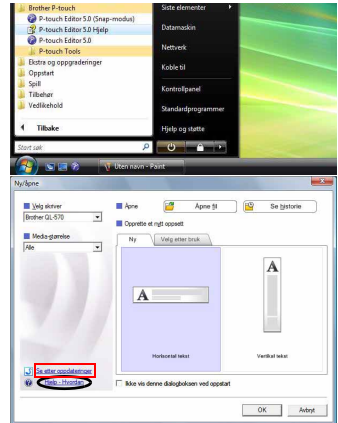 Brother P-touch
P-touch Editor 5.0 (Snap-modus)
P-touch Editor 5.0 Hjelp
P-touch Editor 5.0
P-touch Tools
Ekstra og oppgraderinger
Oppstart
Spill
Tilbehør
Vedlikehold
Tilbake
Start søk
Siste elementer
Datamaskin
Nettverk
Koble til
Kontrollpanel
Standardprogrammer
Hjelp og støtte
Uten navn - Paint
Ny/åpne
Velg skriver
Brother QL-570
Media-størrelse
Alle
Se etter oppdateringer
Hjelp - Hvordan
Åpne
Åpne fil
Se historie
Opprette et nytt oppsett
Ny
Velg etter bruk
A
Horisontal tekst
A
Vertikal tekst
Ikke vis denne dialogboksen ved oppstart
OK
Avbryt